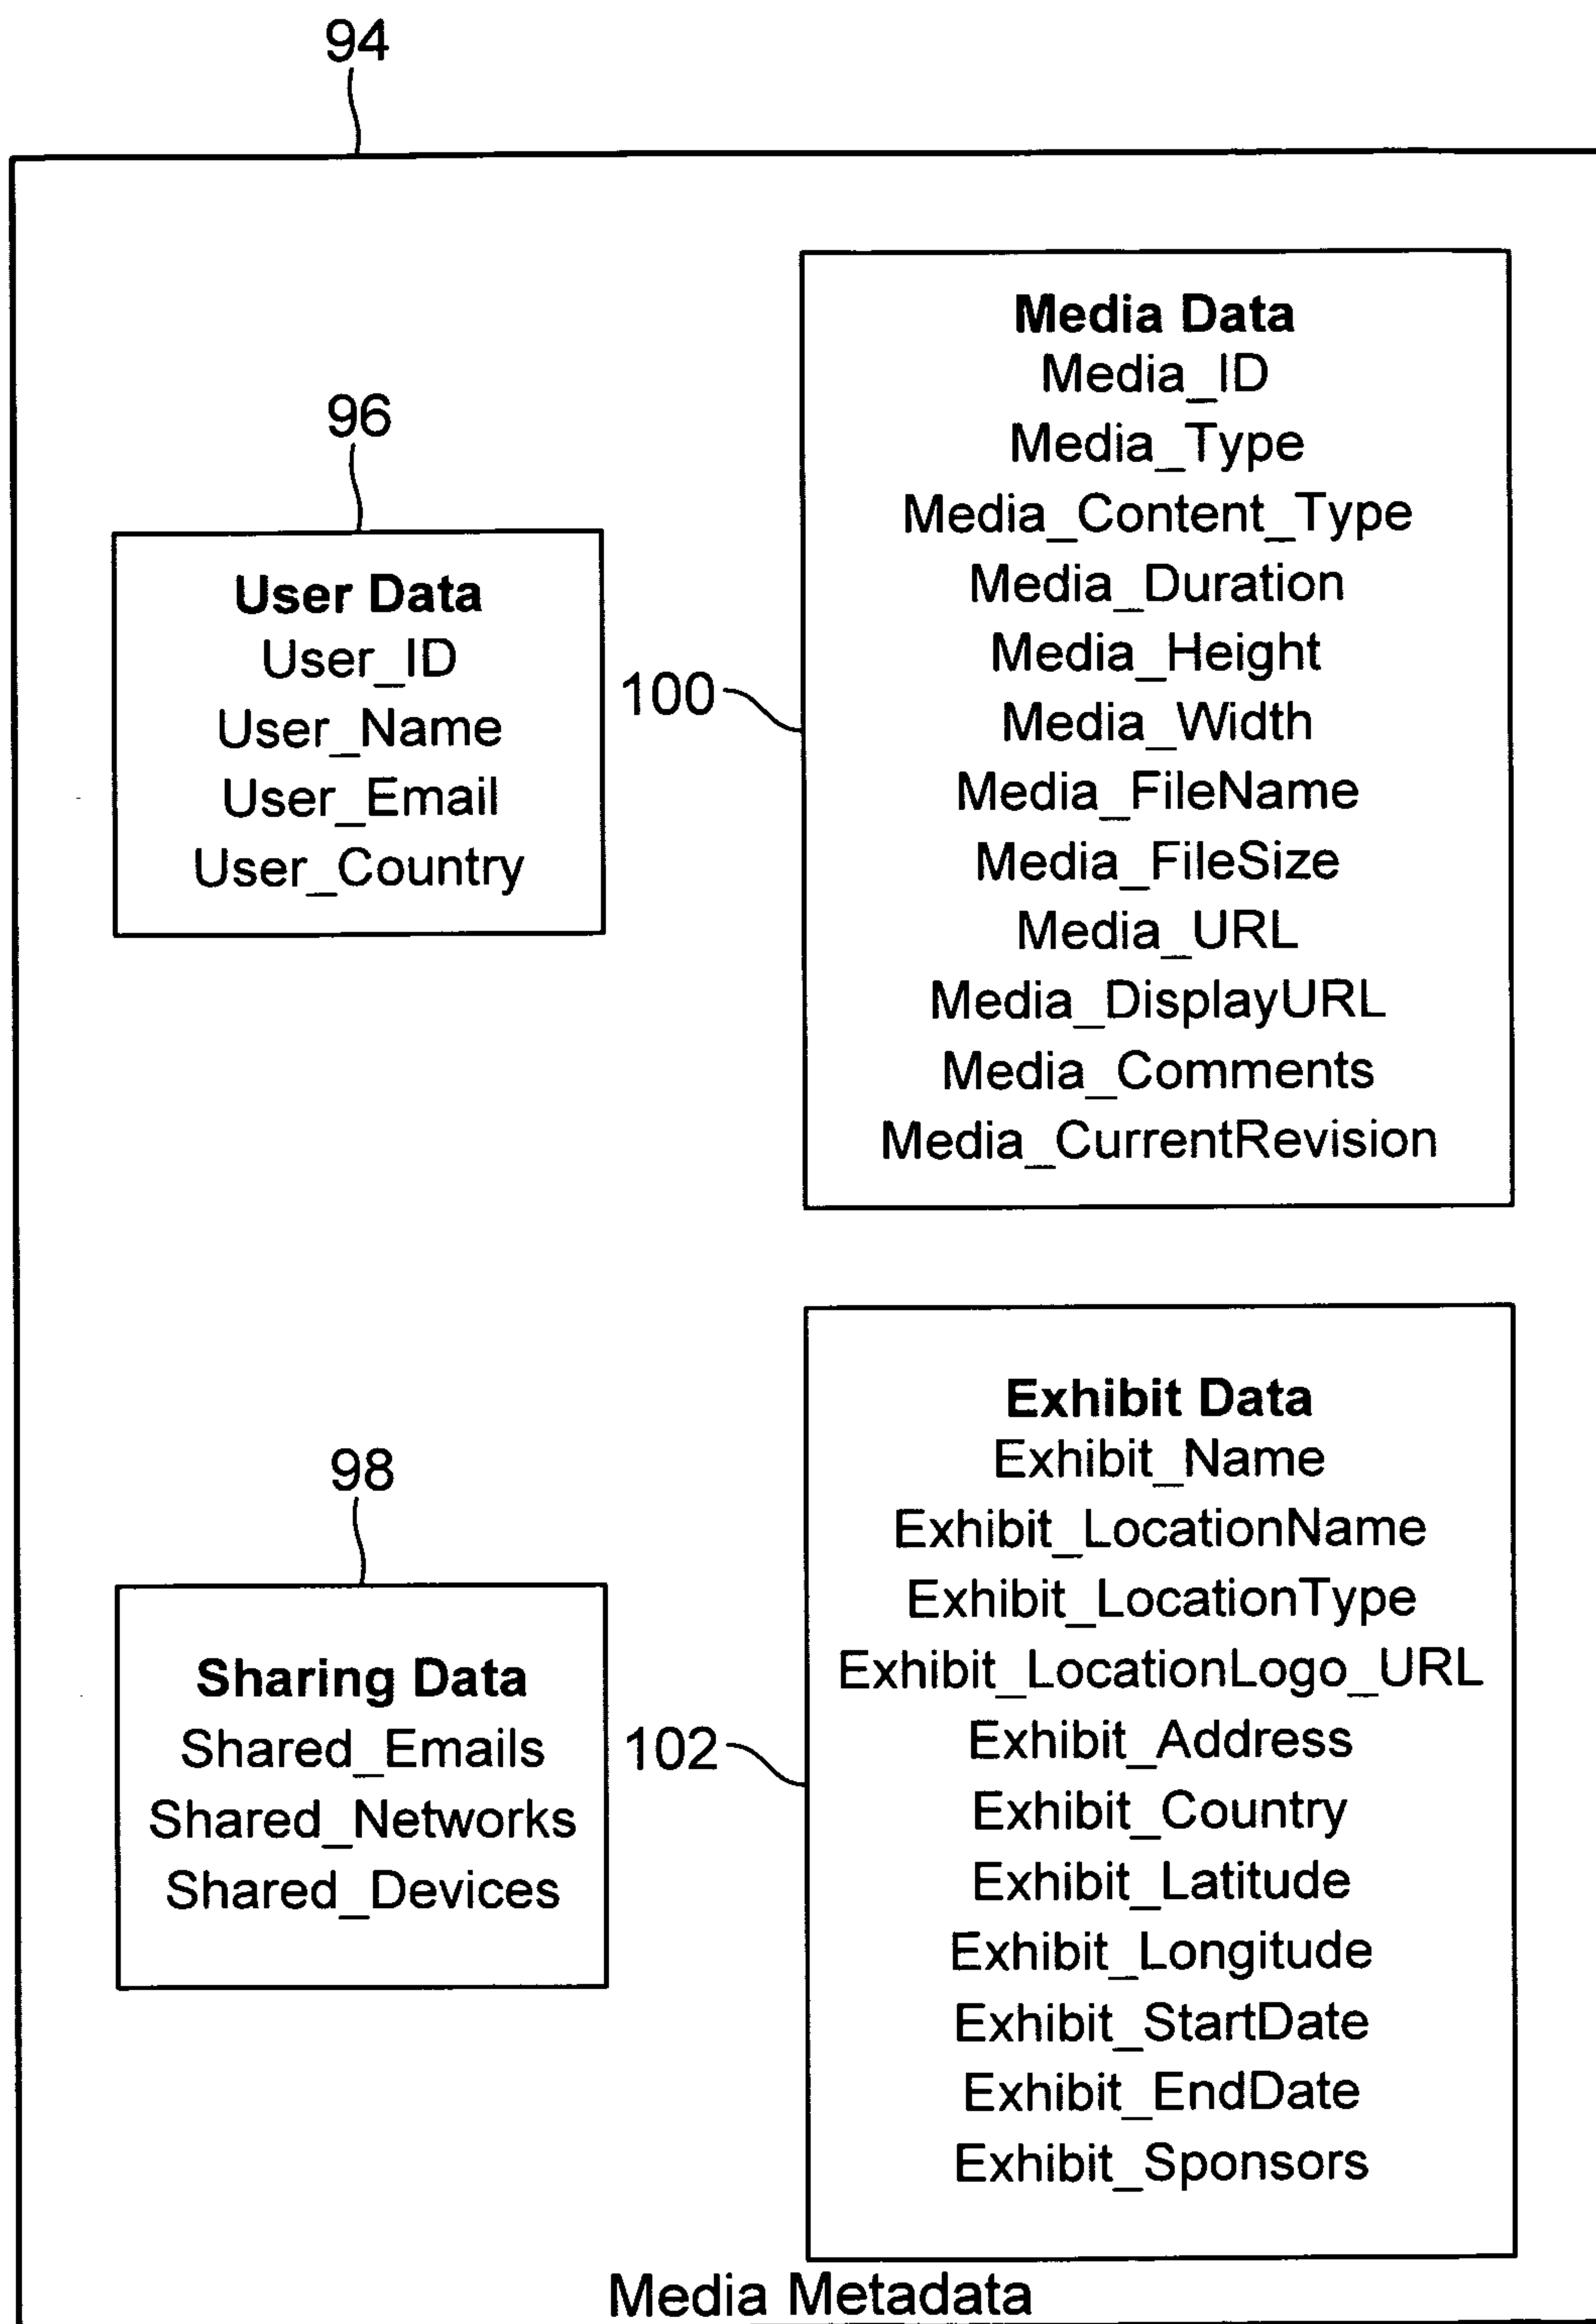 94
96
User Data
User_ID
User_Name
User_Email
User_Country
100
Media Data
Media_ID
Media_Type
Media_Content_Type
Media_Duration
Media_Height
Media_Width
Media_FileName
Media_FileSize
Media_URL
Media_DisplayURL
Media_Comments
Media_CurrentRevision
98
Sharing Data
Shared_Emails
Shared_Networks
Shared_Devices
102
Exhibit Data
Exhibit_Name
Exhibit_LocationName
Exhibit_LocationType
Exhibit_LocationLogo_URL
Exhibit_Address
Exhibit_Country
Exhibit_Latitude
Exhibit_Longitude
Exhibit_StartDate
Exhibit_EndDate
Exhibit_Sponsors
Media Metadata